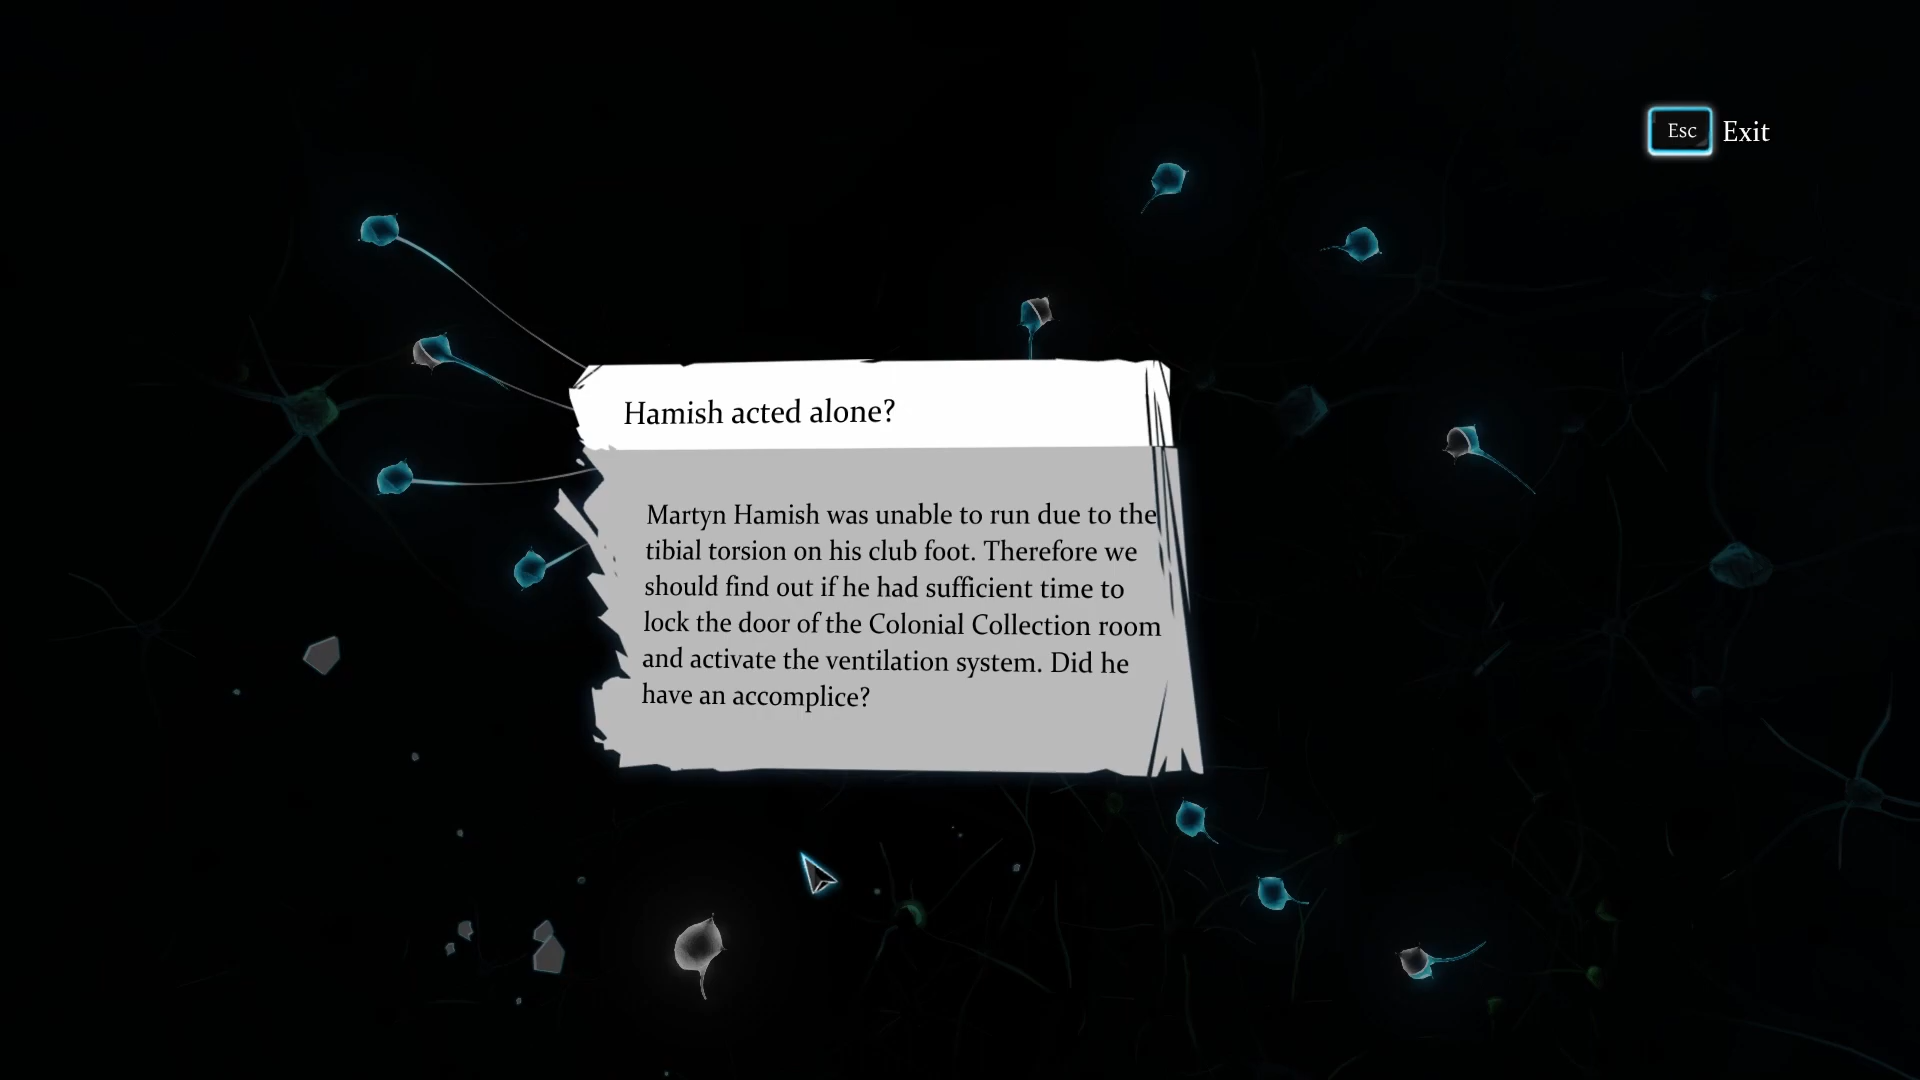 Esc Exit
Hamish acted alone?
Martyn Hamish was unable to run due to the
tibial torsion on his club foot. Therefore we
should find out if he had sufficient time to
lock the door of the Colonial Collection room
and activate the ventilation system. Did he
have an accomplice?